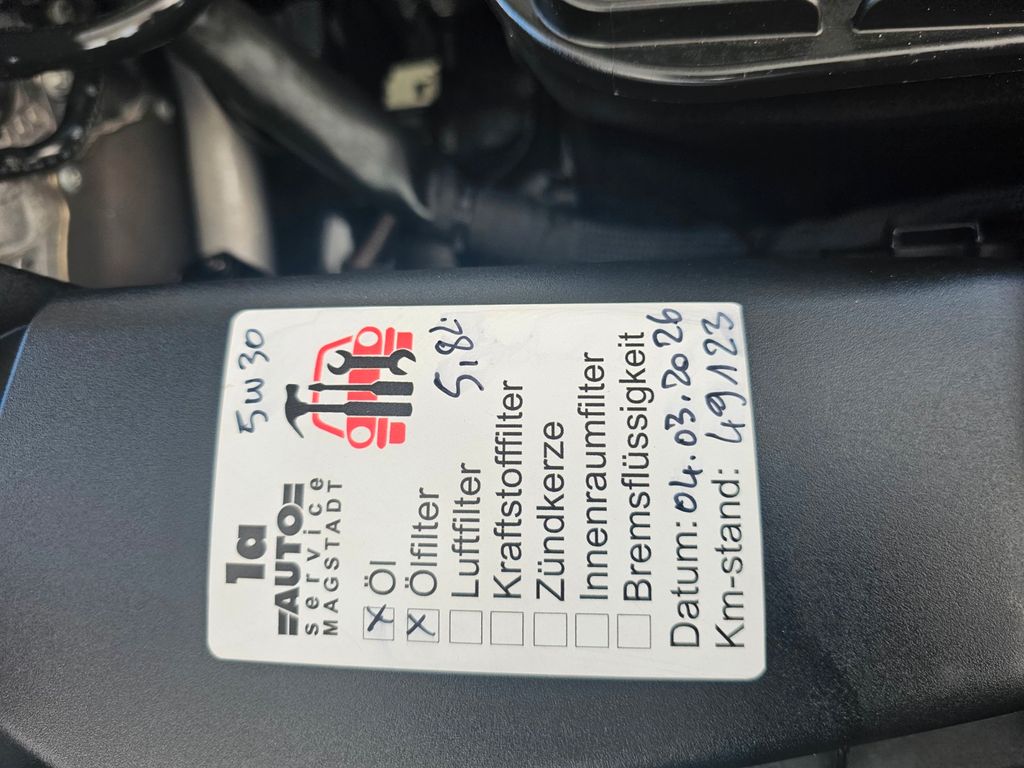 5W30
1a
AUTO
service
MAGSTADT
X Öl
X Ölfilter
Luftfilter 5,8L
Kraftstofffilter
Zündkerze
Innenraumfilter
Bremsflüssigkeit
Datum: 04.03.2026
Km-stand: 49123